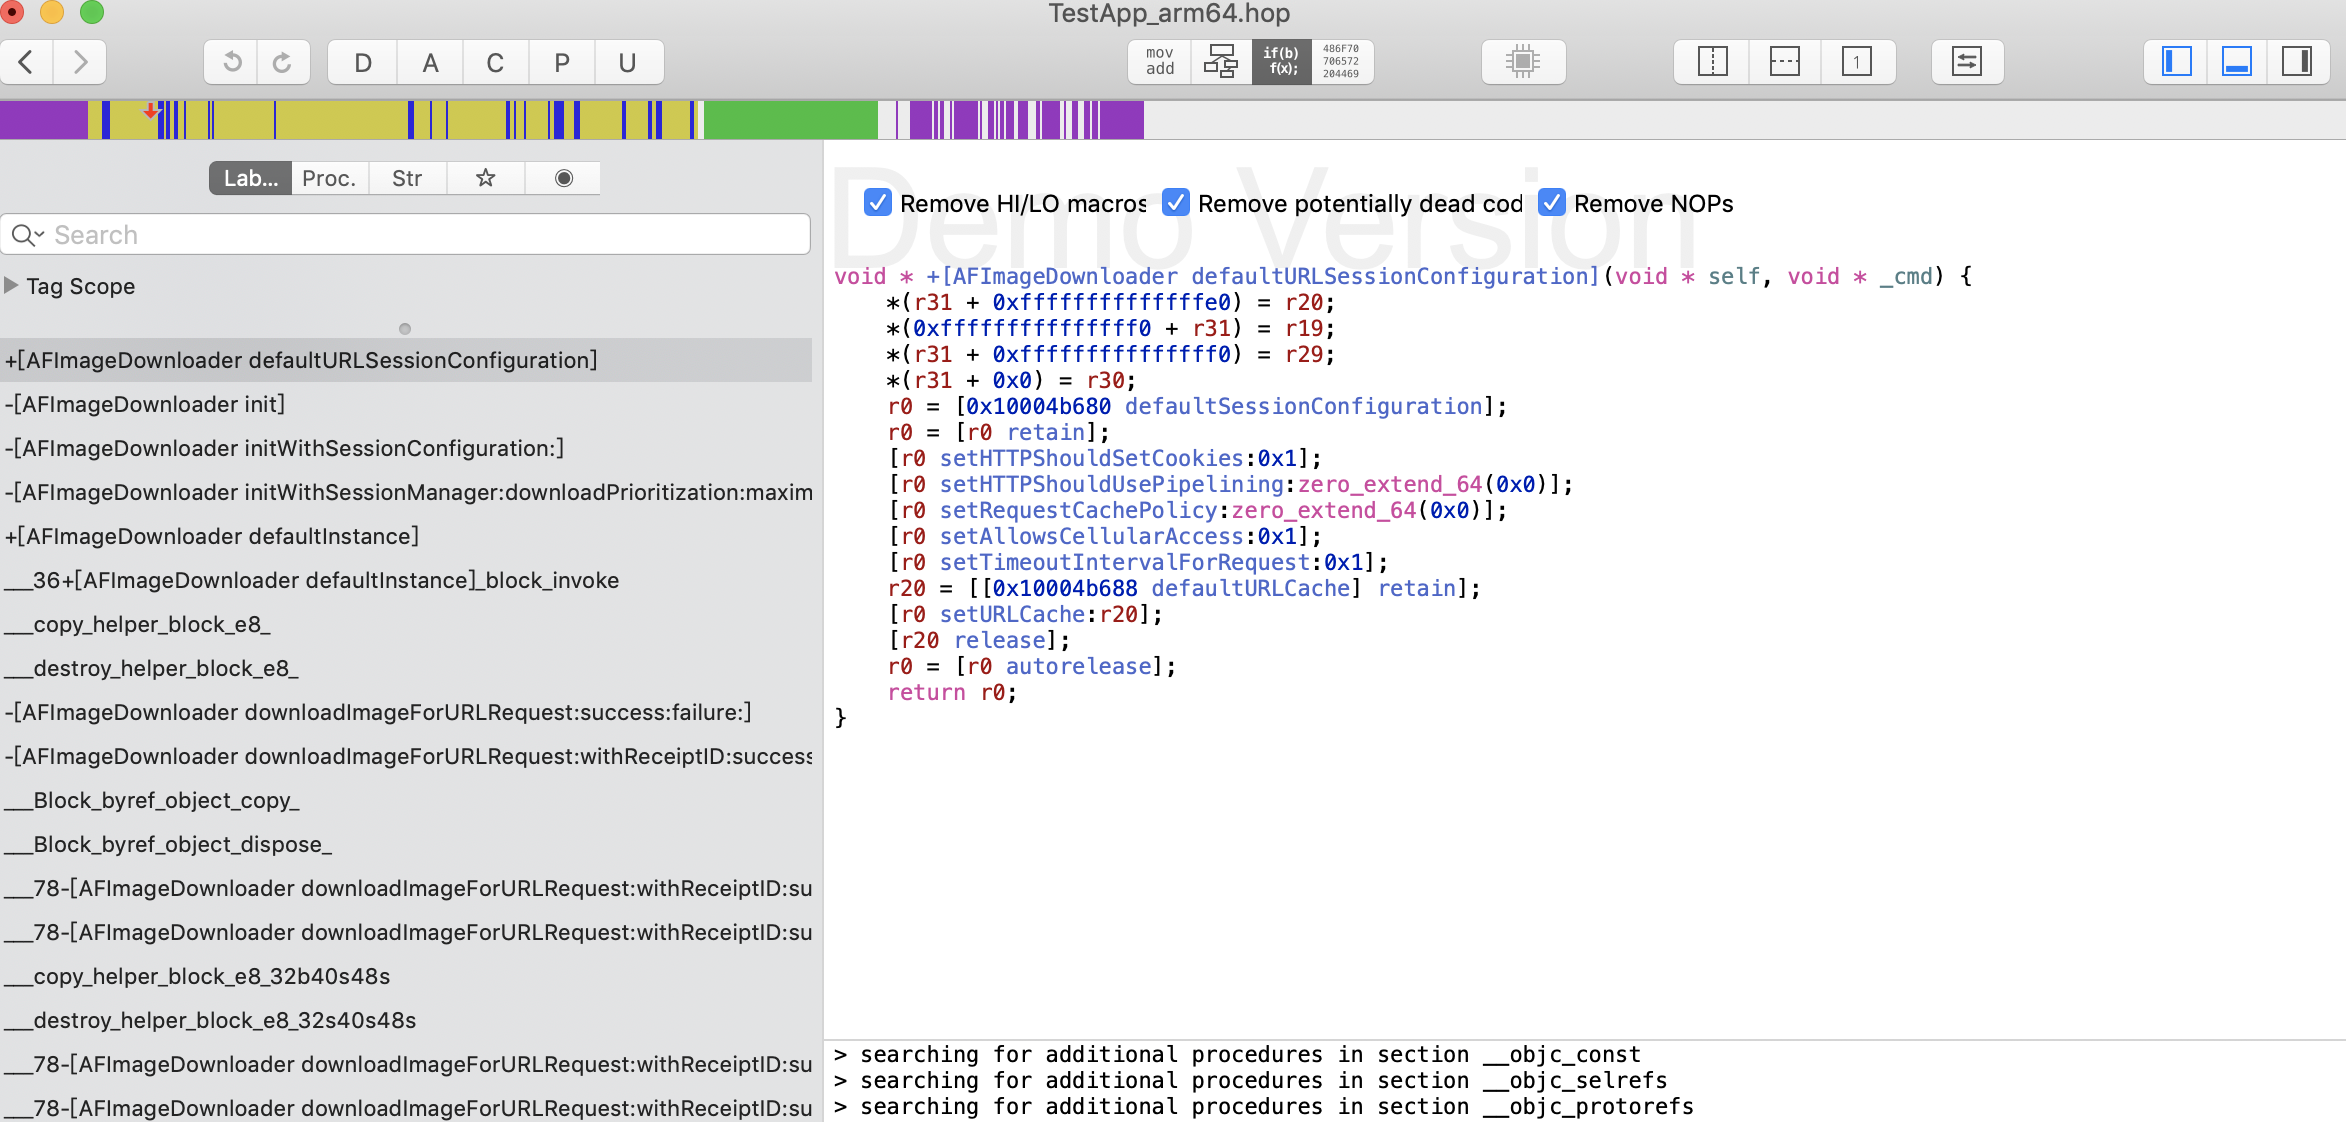 TestApp_arm64.hop
D A C P U
mov add
if(b) f(x);
486F70 706572 204469
1
Lab... Proc. Str
Search
Tag Scope
+[AFImageDownloader defaultURLSessionConfiguration]
-[AFImageDownloader init]
-[AFImageDownloader initWithSessionConfiguration:]
-[AFImageDownloader initWithSessionManager:downloadPrioritization:maxim
+[AFImageDownloader defaultInstance]
___36+[AFImageDownloader defaultInstance]_block_invoke
___copy_helper_block_e8_
___destroy_helper_block_e8_
-[AFImageDownloader downloadImageForURLRequest:success:failure:]
-[AFImageDownloader downloadImageForURLRequest:withReceiptID:success
___Block_byref_object_copy_
___Block_byref_object_dispose_
___78-[AFImageDownloader downloadImageForURLRequest:withReceiptID:su
___78-[AFImageDownloader downloadImageForURLRequest:withReceiptID:su
___copy_helper_block_e8_32b40s48s
___destroy_helper_block_e8_32s40s48s
___78-[AFImageDownloader downloadImageForURLRequest:withReceiptID:su
___78-[AFImageDownloader downloadImageForURLRequest:withReceiptID:su
Demo Version
Remove HI/LO macros Remove potentially dead cod Remove NOPs
void * +[AFImageDownloader defaultURLSessionConfiguration](void * self, void * _cmd) {
    *(r31 + 0xffffffffffffffe0) = r20;
    *(0xfffffffffffffff0 + r31) = r19;
    *(r31 + 0xfffffffffffffff0) = r29;
    *(r31 + 0x0) = r30;
    r0 = [0x10004b680 defaultSessionConfiguration];
    r0 = [r0 retain];
    [r0 setHTTPShouldSetCookies:0x1];
    [r0 setHTTPShouldUsePipelining:zero_extend_64(0x0)];
    [r0 setRequestCachePolicy:zero_extend_64(0x0)];
    [r0 setAllowsCellularAccess:0x1];
    [r0 setTimeoutIntervalForRequest:0x1];
    r20 = [[0x10004b688 defaultURLCache] retain];
    [r0 setURLCache:r20];
    [r20 release];
    r0 = [r0 autorelease];
    return r0;
}
> searching for additional procedures in section __objc_const
> searching for additional procedures in section __objc_selrefs
> searching for additional procedures in section __objc_protorefs